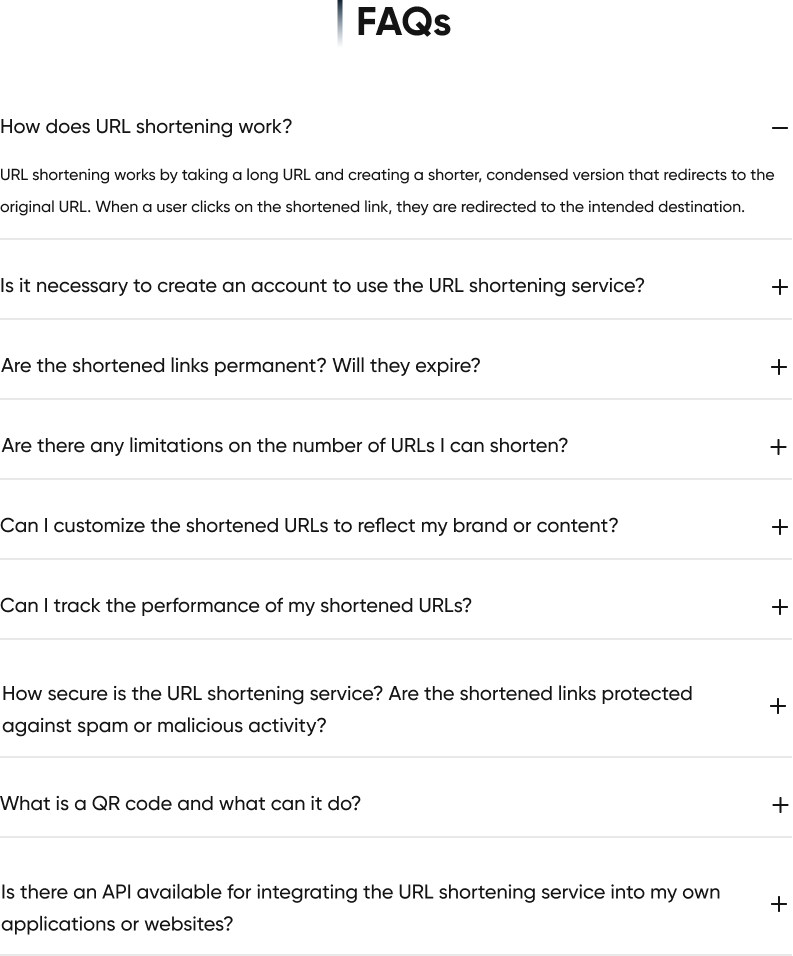 FAQs
How does URL shortening work?
URL shortening works by taking a long URL and creating a shorter, condensed version that redirects to the
original URL. When a user clicks on the shortened link, they are redirected to the intended destination.
Is it necessary to create an account to use the URL shortening service?
Are the shortened links permanent? Will they expire?
Are there any limitations on the number of URLs I can shorten?
Can I customize the shortened URLs to reflect my brand or content?
Can I track the performance of my shortened URLs?
How secure is the URL shortening service? Are the shortened links protected
against spam or malicious activity?
What is a QR code and what can it do?
Is there an API available for integrating the URL shortening service into my own
applications or websites?